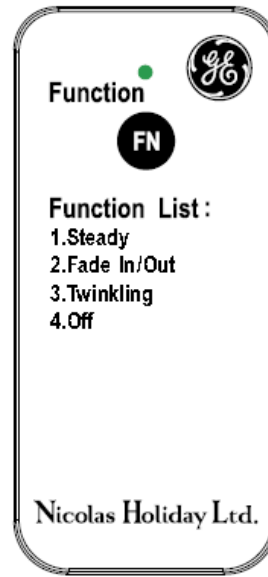 GE
Function
FN
Function List:
1.Steady
2.Fade In/Out
3.Twinkling
4.Off
Nicolas Holiday Ltd.